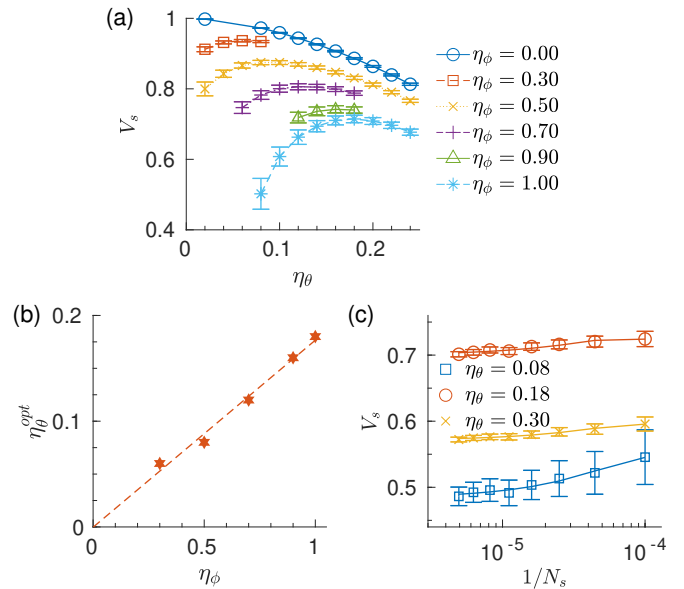 (a)
1
0.8
0.6
0.4
V_s
0
0.1
0.2
η_θ
η_ϕ = 0.00
η_ϕ = 0.30
η_ϕ = 0.50
η_ϕ = 0.70
η_ϕ = 0.90
η_ϕ = 1.00
(b)
0.2
0.1
0
η_θ^{opt}
0
0.5
1
η_ϕ
(c)
0.7
0.6
0.5
V_s
η_θ = 0.08
η_θ = 0.18
η_θ = 0.30
10^{-5}
10^{-4}
1/N_s